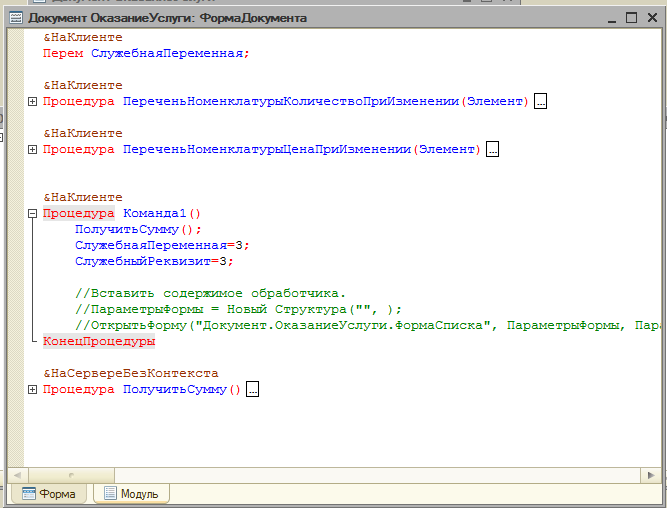 Документ ОказаниеУслуги: ФормаДокумента
&НаКлиенте
Перем СлужебнаяПеременная;
&НаКлиенте
Процедура ПереченьНоменклатурыКоличествоПриИзменении(Элемент) ...
&НаКлиенте
Процедура ПереченьНоменклатурыЦенаПриИзменении(Элемент) ...
&НаКлиенте
Процедура Команда1()
ПолучитьСумму();
СлужебнаяПеременная=3;
СлужебныйРеквизит=3;
//Вставить содержимое обработчика.
//ПараметрыФормы = Новый Структура("", );
//ОткрытьФорму("Документ.ОказаниеУслуги.ФормаСписка", ПараметрыФормы, Пара
КонецПроцедуры
&НаСервереБезКонтекста
Процедура ПолучитьСумму() ...
Форма Модуль